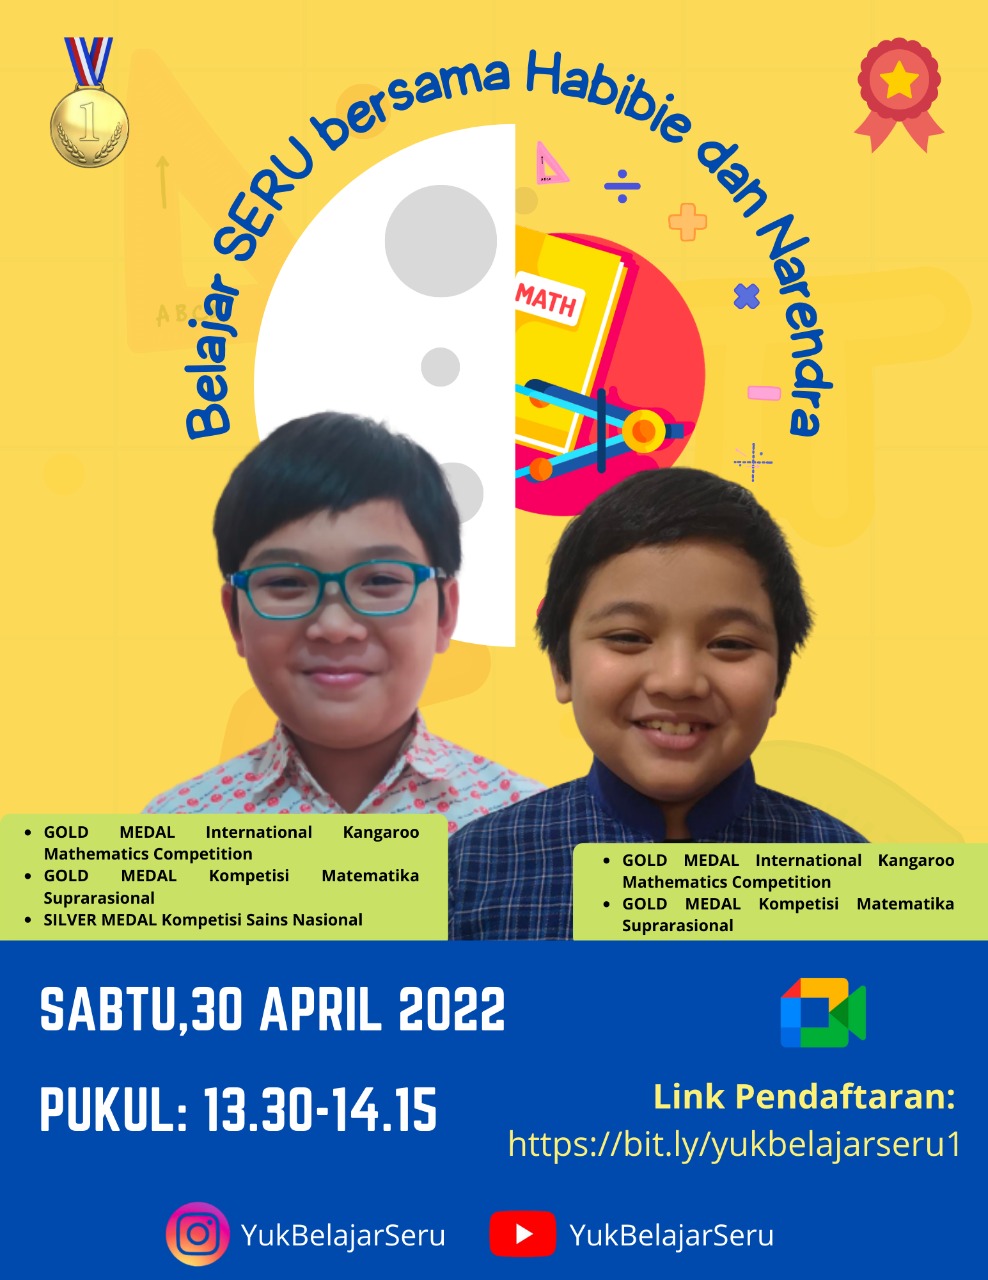 Belajar SERU bersama Habibie dan Narendra
1
ABC
MATH
GOLD MEDAL International Kangaroo
Mathematics Competition
GOLD MEDAL Kompetisi Matematika
Suprarasional
SILVER MEDAL Kompetisi Sains Nasional
GOLD MEDAL International Kangaroo
Mathematics Competition
GOLD MEDAL Kompetisi Matematika
Suprarasional
SABTU,30 APRIL 2022
PUKUL: 13.30-14.15
Link Pendaftaran:
https://bit.ly/yukbelajarseru1
YukBelajarSeru
YukBelajarSeru